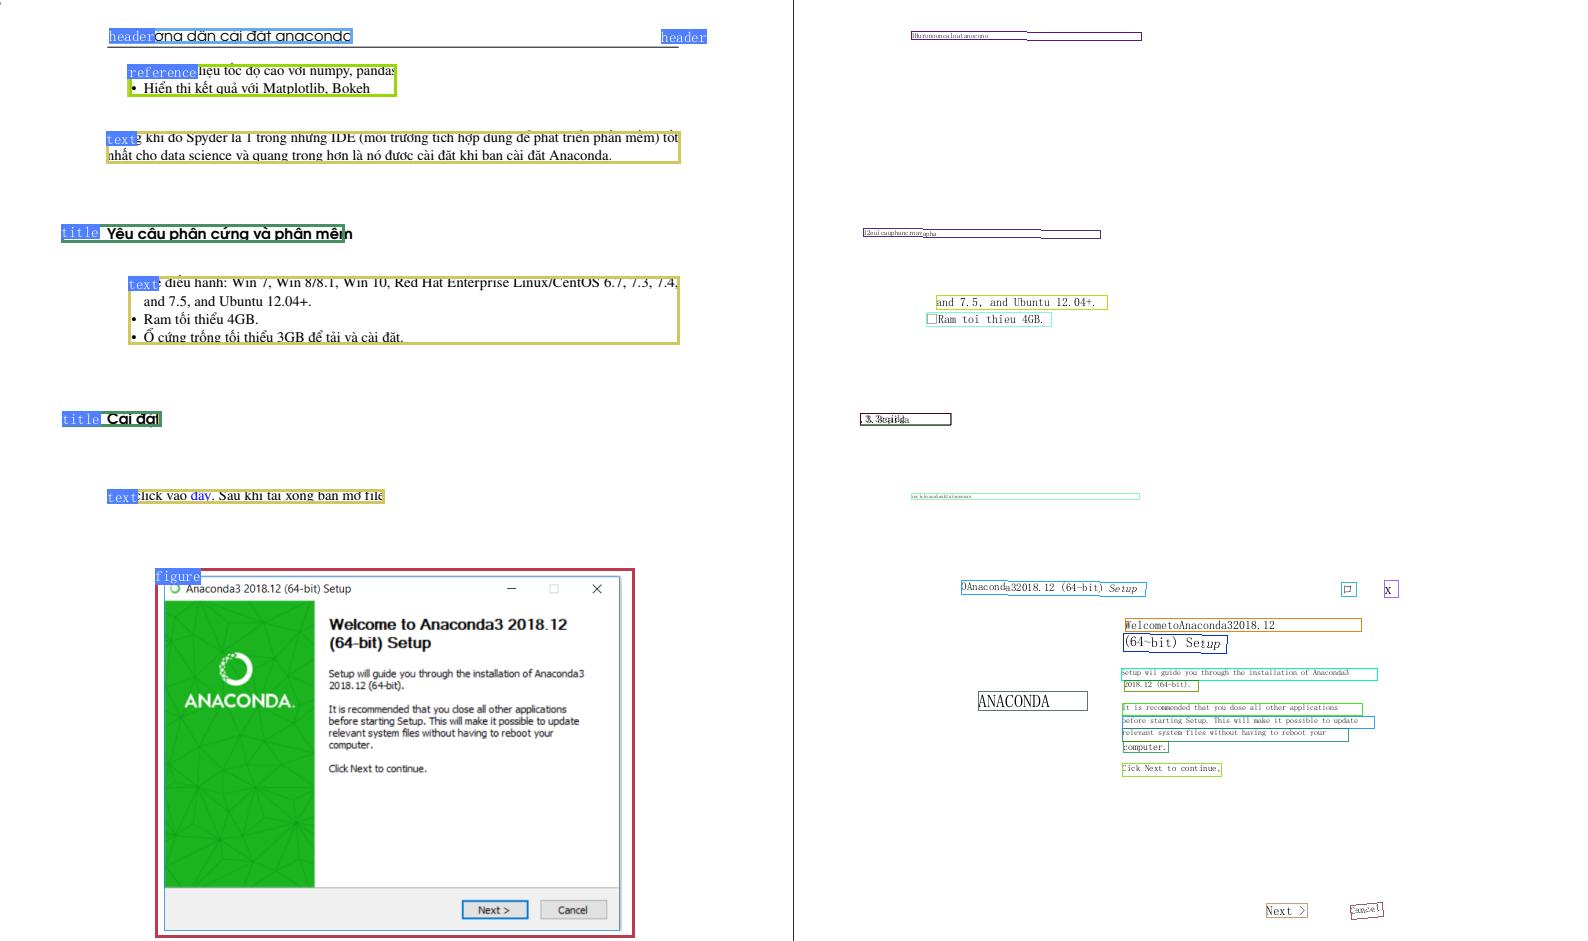 header
header
reference
liệu tốc độ cao với numpy, pandas
• Hiển thị kết quả với Matplotlib, Bokeh
text
khi đó Spyder là 1 trong những IDE (môi trường tích hợp dùng để phát triển phần mềm) tốt
nhất cho data science và quang trọng hơn là nó được cài đặt khi bạn cài đặt Anaconda.
title Yêu cầu phần cứng và phần mềm
text
điều hành: Win 7, Win 8/8.1, Win 10, Red Hat Enterprise Linux/CentOS 6.7, 7.3, 7.4,
and 7.5, and Ubuntu 12.04+.
• Ram tối thiểu 4GB.
• Ổ cứng trống tối thiểu 3GB để tải và cài đặt.
title Cài đặt
text
click vào đây. Sau khi tải xong bạn mở file
figure
Anaconda3 2018.12 (64-bit) Setup
Welcome to Anaconda3 2018.12
(64-bit) Setup
Setup will guide you through the installation of Anaconda3
2018.12 (64-bit).
It is recommended that you close all other applications
before starting Setup. This will make it possible to update
relevant system files without having to reboot your
computer.
Click Next to continue.
ANACONDA.
Next >
Cancel
and 7.5, and Ubuntu 12.04+.
Ram toi thieu 4GB.
OAnaconda32018.12 (64-bit) Setup
x
WelcometoAnaconda32018.12
(64-bit) Setup
Setup wil guide you through the installation of Anaconda3
2018.12 (64-bit).
ANACONDA
It is recommended that you dose all other applications
before starting Setup. This will make it possible to update
relevant system files without having to reboot your
computer.
Cick Next to continue,
Next >
Cancel